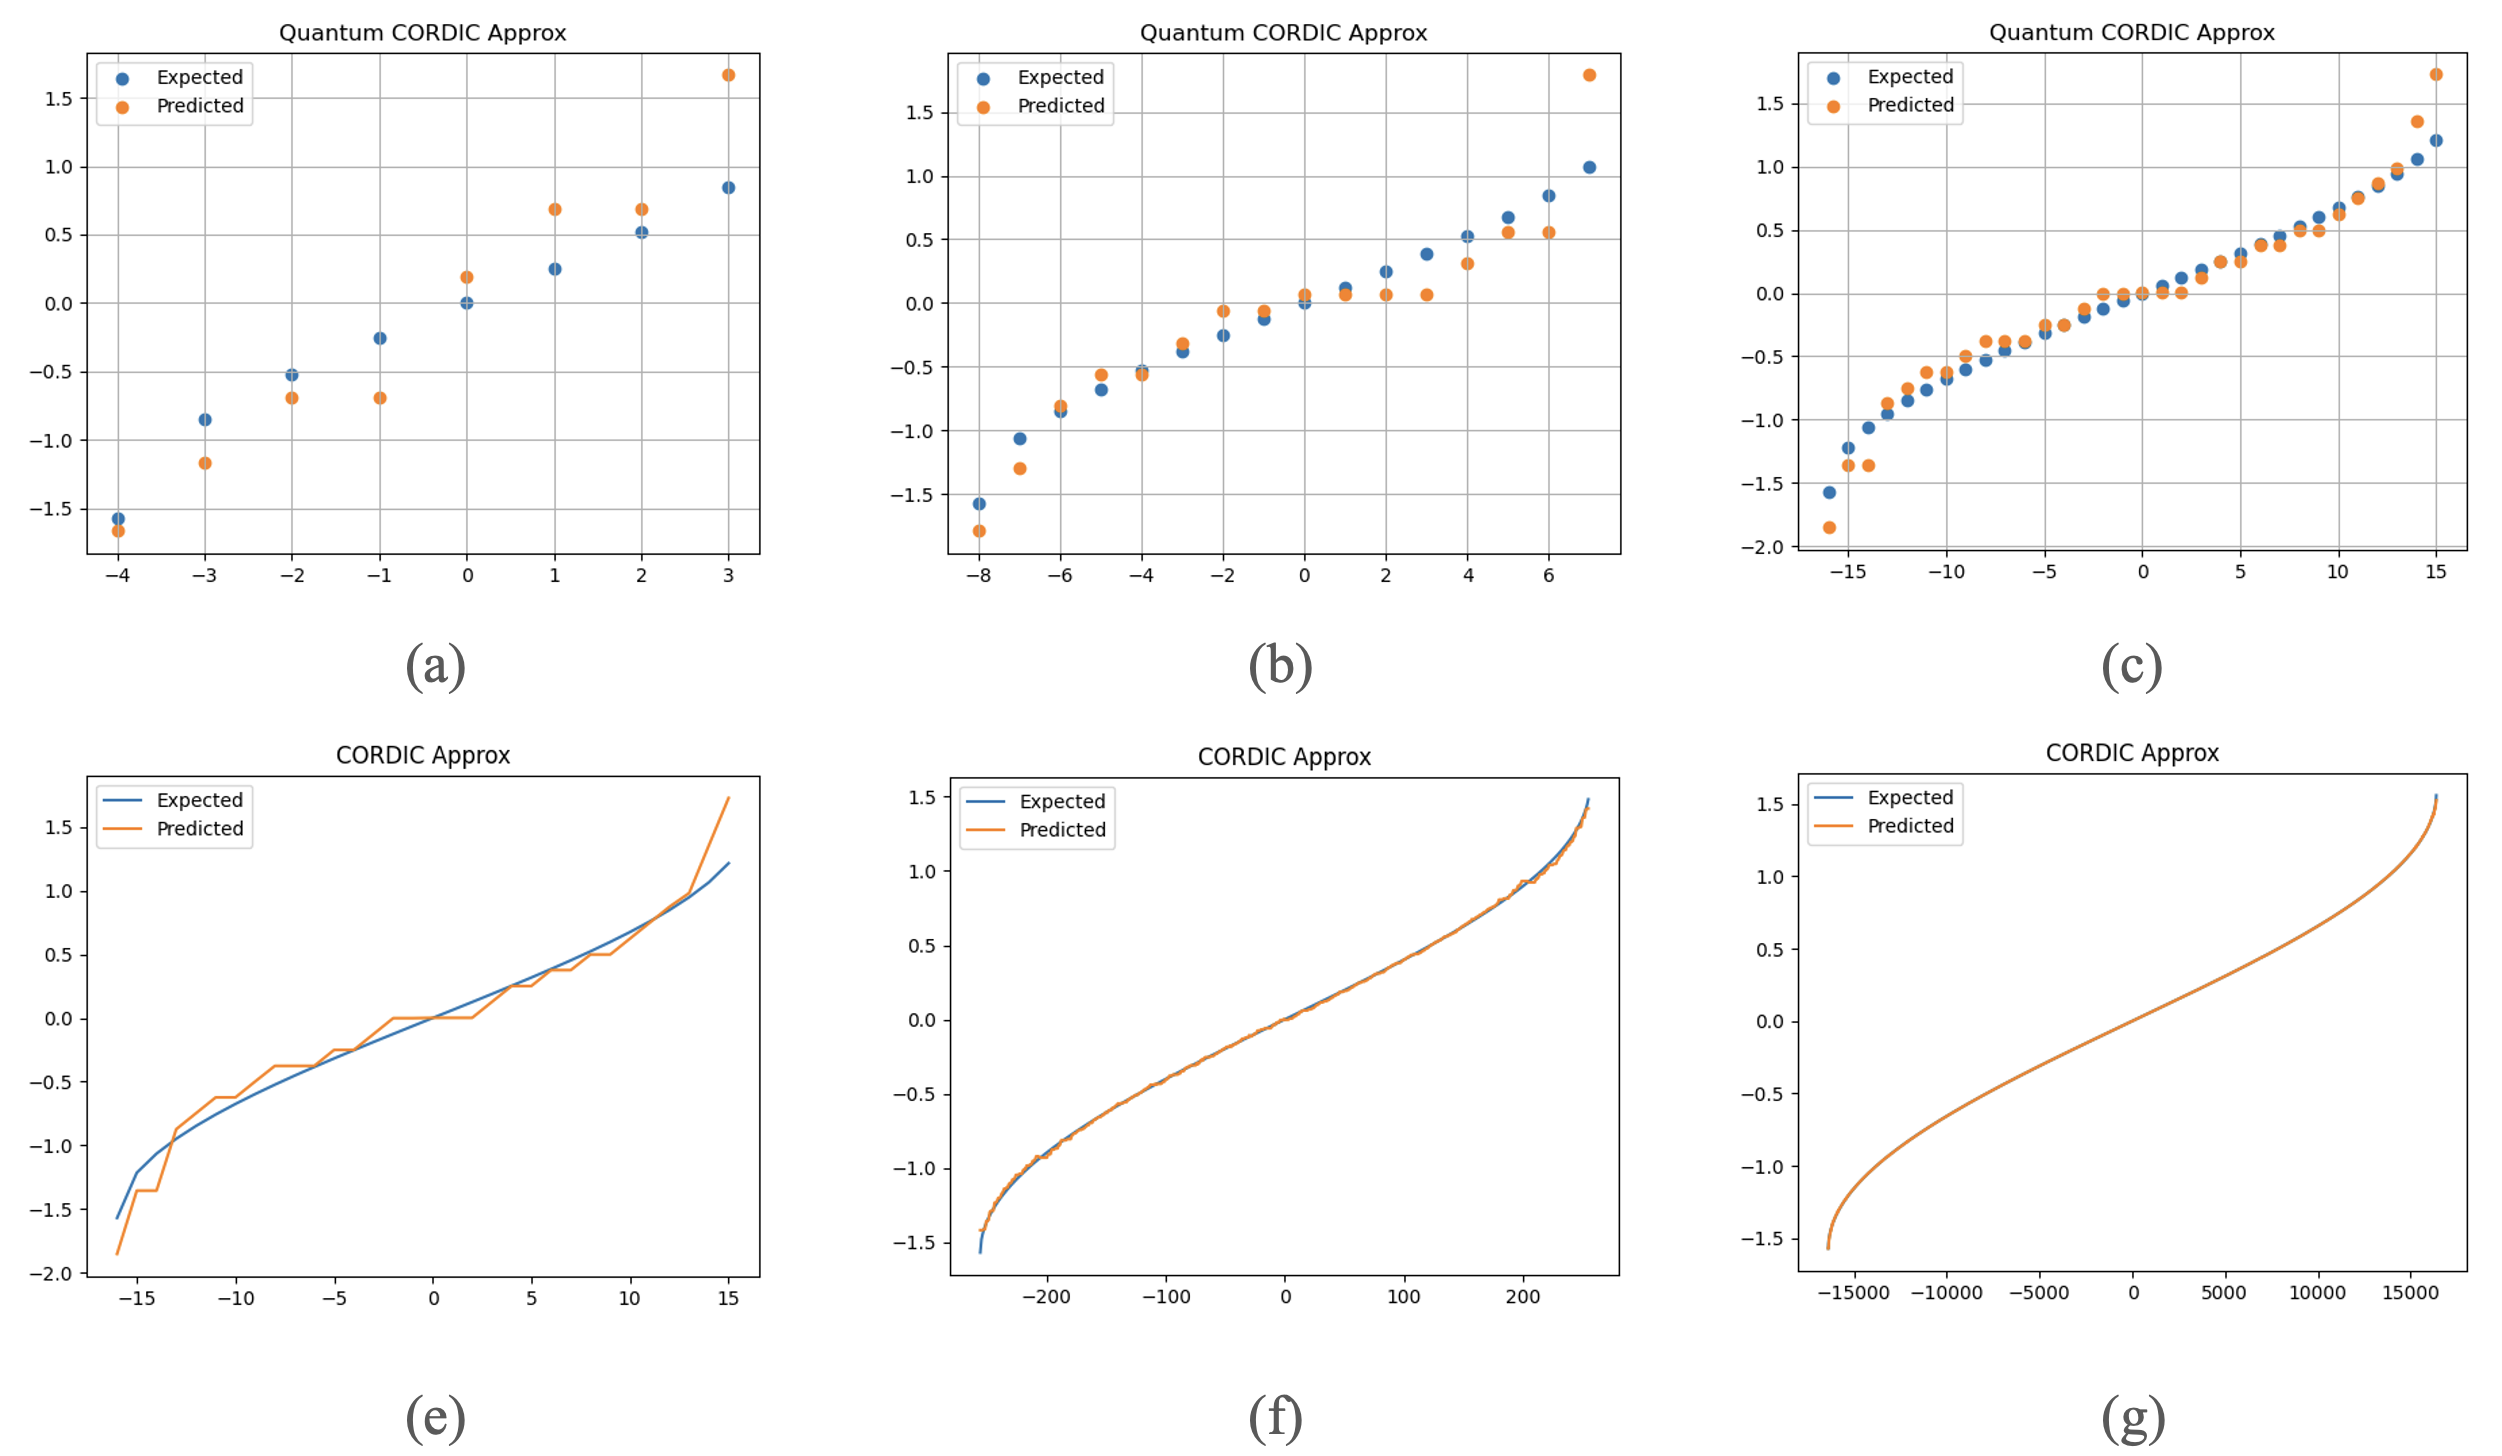 Quantum CORDIC Approx
Expected
Predicted
1.5
1.0
0.5
0.0
−0.5
−1.0
−1.5
−4 −3 −2 −1 0 1 2 3
(a)
Quantum CORDIC Approx
Expected
Predicted
1.5
1.0
0.5
0.0
−0.5
−1.0
−1.5
−8 −6 −4 −2 0 2 4 6
(b)
Quantum CORDIC Approx
Expected
Predicted
1.5
1.0
0.5
0.0
−0.5
−1.0
−1.5
−2.0
−15 −10 −5 0 5 10 15
(c)
CORDIC Approx
Expected
Predicted
1.5
1.0
0.5
0.0
−0.5
−1.0
−1.5
−2.0
−15 −10 −5 0 5 10 15
(e)
CORDIC Approx
Expected
Predicted
1.5
1.0
0.5
0.0
−0.5
−1.0
−1.5
−200 −100 0 100 200
(f)
CORDIC Approx
Expected
Predicted
1.5
1.0
0.5
0.0
−0.5
−1.0
−1.5
−15000 −10000 −5000 0 5000 10000 15000
(g)